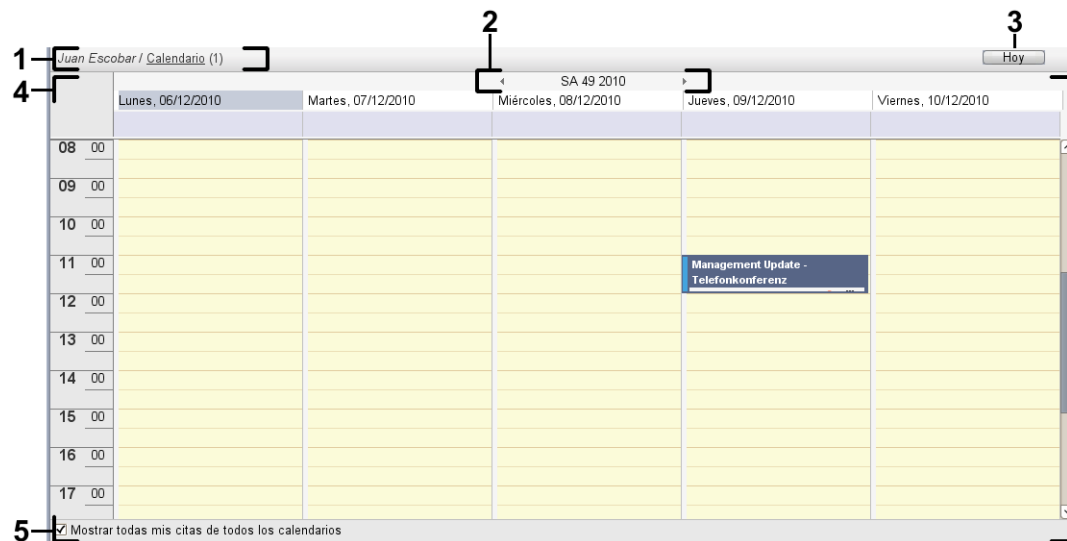 2
3
1
Juan Escobar / Calendario (1)
Hoy
4
SA 49 2010
Lunes, 06/12/2010
Martes, 07/12/2010
Miércoles, 08/12/2010
Jueves, 09/12/2010
Viernes, 10/12/2010
08 00
09 00
10 00
11 00
Management Update -
Telefonkonferenz
12 00
13 00
14 00
15 00
16 00
17 00
5
Mostrar todas mis citas de todos los calendarios